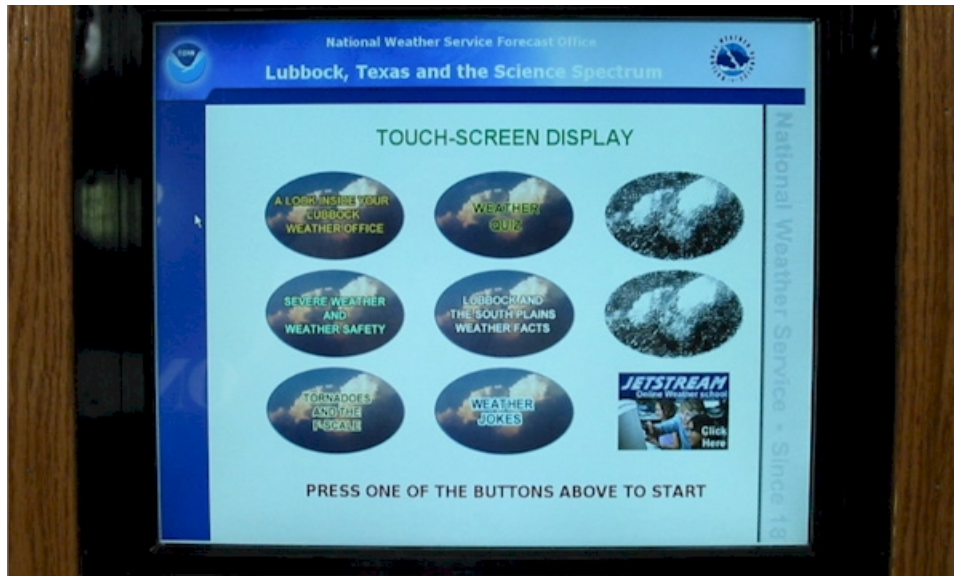 National Weather Service Forecast Office
Lubbock, Texas and the Science Spectrum
TOUCH-SCREEN DISPLAY
A LOOK INSIDE YOUR
LUBBOCK
WEATHER OFFICE
WEATHER
QUIZ
SEVERE WEATHER
AND
WEATHER SAFETY
LUBBOCK AND
THE SOUTH PLAINS
WEATHER FACTS
TORNADOES
AND THE
F-SCALE
WEATHER
JOKES
JETSTREAM
Online Weather school
Click
Here
PRESS ONE OF THE BUTTONS ABOVE TO START
National Weather Service - Since 18